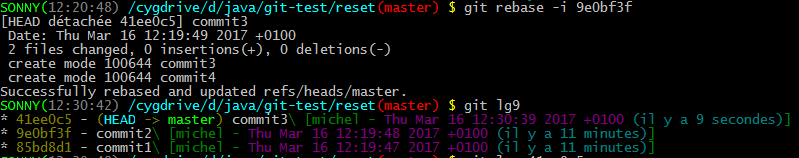 SONNY(12:20:48) /cygdrive/d/java/git-test/reset(master) $ git rebase -i 9e0bf3f
[HEAD détachée 41ee0c5] commit3
Date: Thu Mar 16 12:19:49 2017 +0100
2 files changed, 0 insertions(+), 0 deletions(-)
create mode 100644 commit3
create mode 100644 commit4
Successfully rebased and updated refs/heads/master.
SONNY(12:30:42) /cygdrive/d/java/git-test/reset(master) $ git lg9
* 41ee0c5 - (HEAD -> master) commit3\ [michel - Thu Mar 16 12:30:39 2017 +0100 (il y a 9 secondes)]
* 9e0bf3f - commit2\ [michel - Thu Mar 16 12:19:48 2017 +0100 (il y a 11 minutes)]
* 85bd8d1 - commit1\ [michel - Thu Mar 16 12:19:47 2017 +0100 (il y a 11 minutes)]